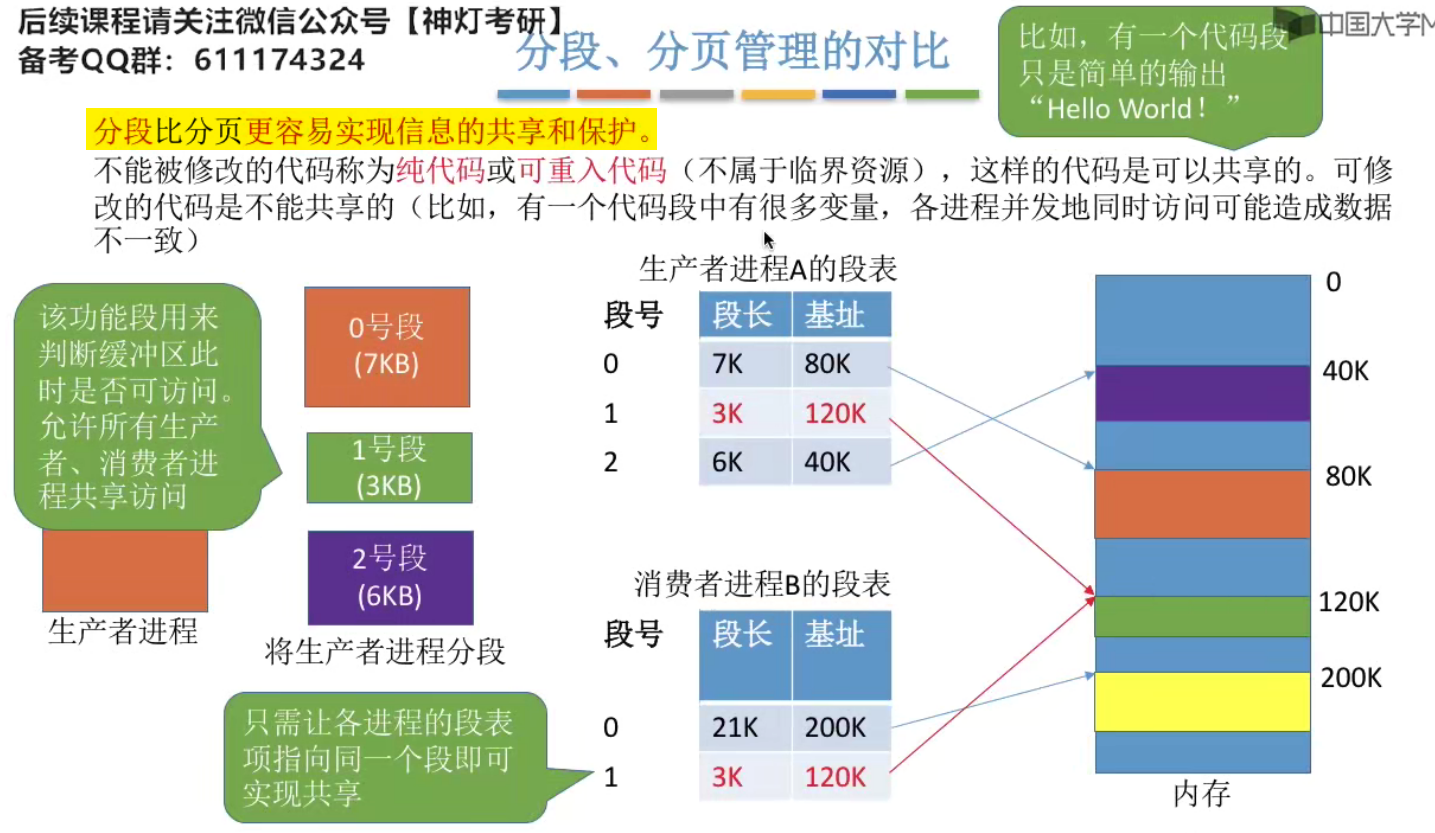 后续课程请关注微信公众号【神灯考研】
备考QQ群：611174324
分段、分页管理的对比
比如，有一个代码段
只是简单的输出
“Hello World！”
中国大学M
分段比分页更容易实现信息的共享和保护。
不能被修改的代码称为纯代码或可重入代码（不属于临界资源），这样的代码是可以共享的。可修
改的代码是不能共享的（比如，有一个代码段中有很多变量，各进程并发地同时访问可能造成数据
不一致）
该功能段用来
判断缓冲区此
时是否可访问。
允许所有生产
者、消费者进
程共享访问
生产者进程
0号段
(7KB)
1号段
(3KB)
2号段
(6KB)
将生产者进程分段
生产者进程A的段表
段号 段长 基址
0 7K 80K
1 3K 120K
2 6K 40K
消费者进程B的段表
段号 段长 基址
0 21K 200K
1 3K 120K
只需让各进程的段表
项指向同一个段即可
实现共享
0
40K
80K
120K
200K
内存